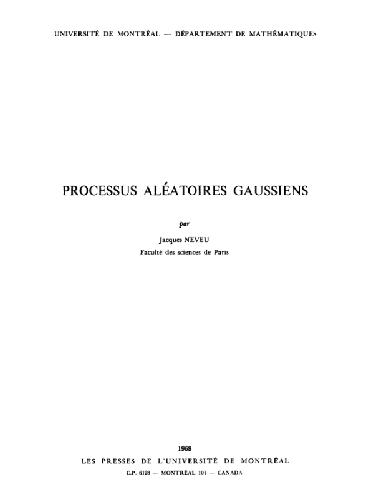 UNIVERSITÉ DE MONTRÉAL — DÉPARTEMENT DE MATHÉMATIQUES
PROCESSUS ALÉATOIRES GAUSSIENS
par
Jacques NEVEU
Faculté des sciences de Paris
1968
LES PRESSES DE L'UNIVERSITÉ DE MONTRÉAL
C.P. 6128 — MONTRÉAL 101 — CANADA